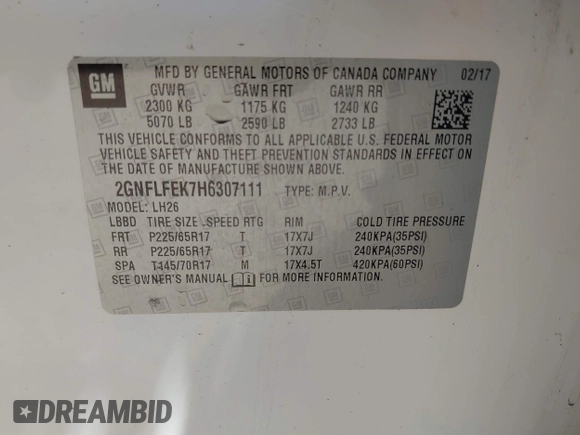 GM MFD BY GENERAL MOTORS OF CANADA COMPANY 02/17
GVWR GAWR FRT GAWR RR
2300 KG 1175 KG 1240 KG
5070 LB 2590 LB 2733 LB
THIS VEHICLE CONFORMS TO ALL APPLICABLE U.S. FEDERAL MOTOR
VEHICLE SAFETY AND THEFT PREVENTION STANDARDS IN EFFECT ON
THE DATE OF MANUFACTURE SHOWN ABOVE.
2GNFLFEK7H6307111 TYPE: M.P.V.
MODEL: LH26
LBBD TIRE SIZE SPEED RTG RIM COLD TIRE PRESSURE
FRT P225/65R17 T 17X7J 240KPA(35PSI)
RR P225/65R17 T 17X7J 240KPA(35PSI)
SPA T145/70R17 M 17X4.5T 420KPA(60PSI)
SEE OWNER'S MANUAL FOR MORE INFORMATION.
DREAMBID